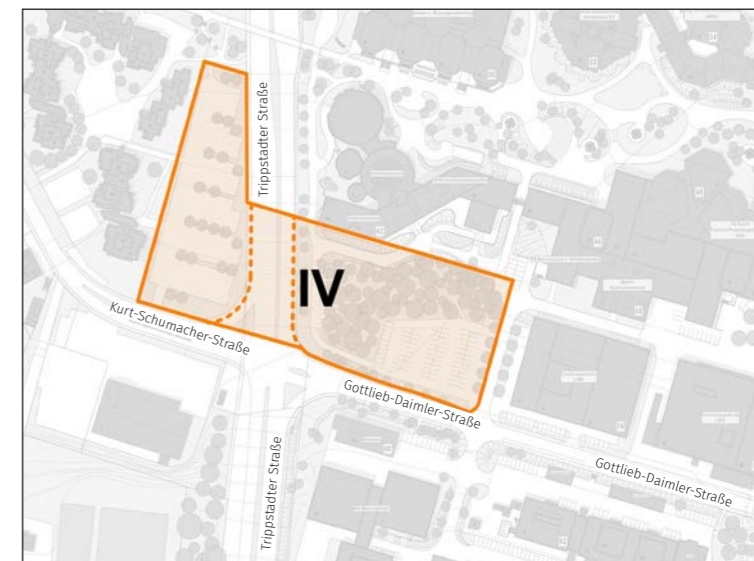 Trippstadter Straße
IV
Kurt-Schumacher-Straße
Gottlieb-Daimler-Straße
Gottlieb-Daimler-Straße
Trippstadter Straße